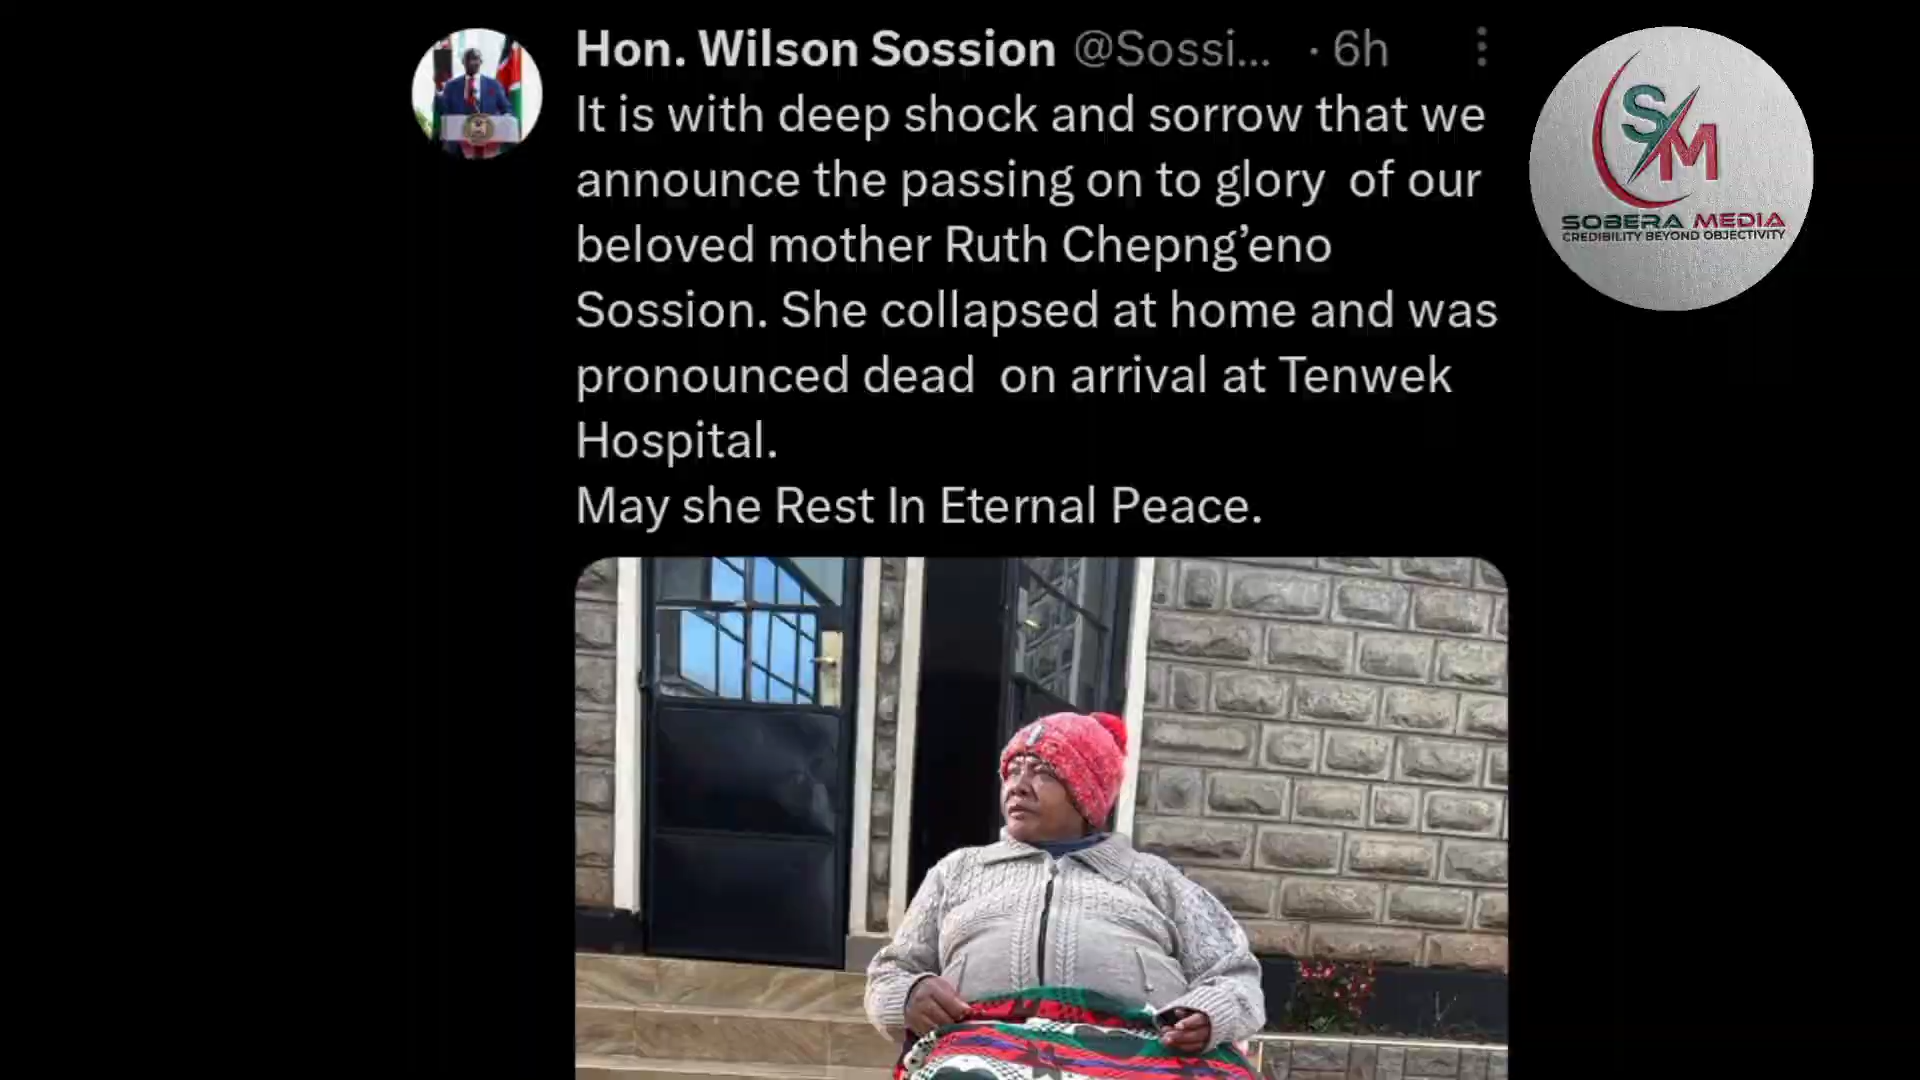 Hon. Wilson Sossion @Sossi... · 6h
It is with deep shock and sorrow that we
announce the passing on to glory  of our
beloved mother Ruth Chepng’eno
Sossion. She collapsed at home and was
pronounced dead  on arrival at Tenwek
Hospital.
May she Rest In Eternal Peace.
SM
SOBERA MEDIA
CREDIBILITY BEYOND OBJECTIVITY